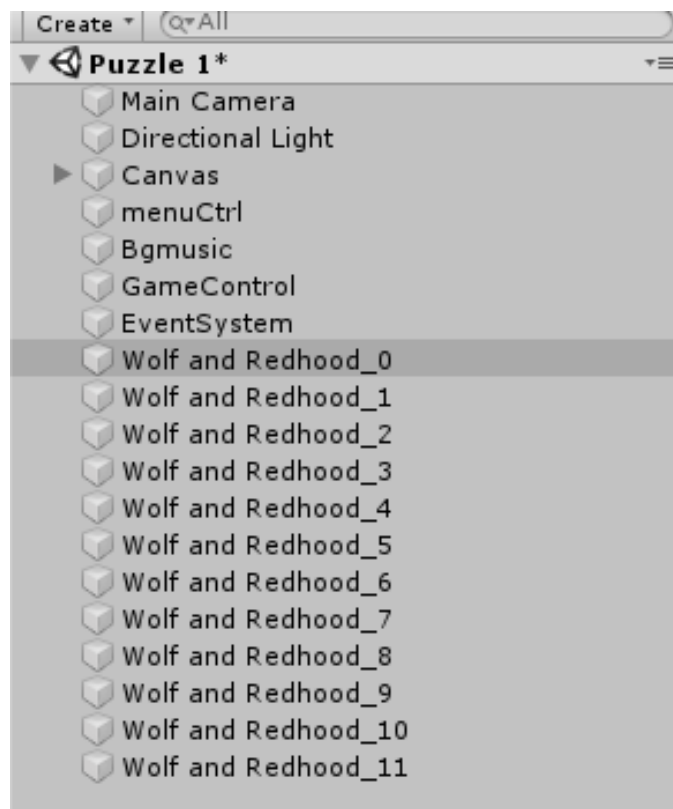 Create All
Puzzle 1*
Main Camera
Directional Light
Canvas
menuCtrl
Bgmusic
GameControl
EventSystem
Wolf and Redhood_0
Wolf and Redhood_1
Wolf and Redhood_2
Wolf and Redhood_3
Wolf and Redhood_4
Wolf and Redhood_5
Wolf and Redhood_6
Wolf and Redhood_7
Wolf and Redhood_8
Wolf and Redhood_9
Wolf and Redhood_10
Wolf and Redhood_11